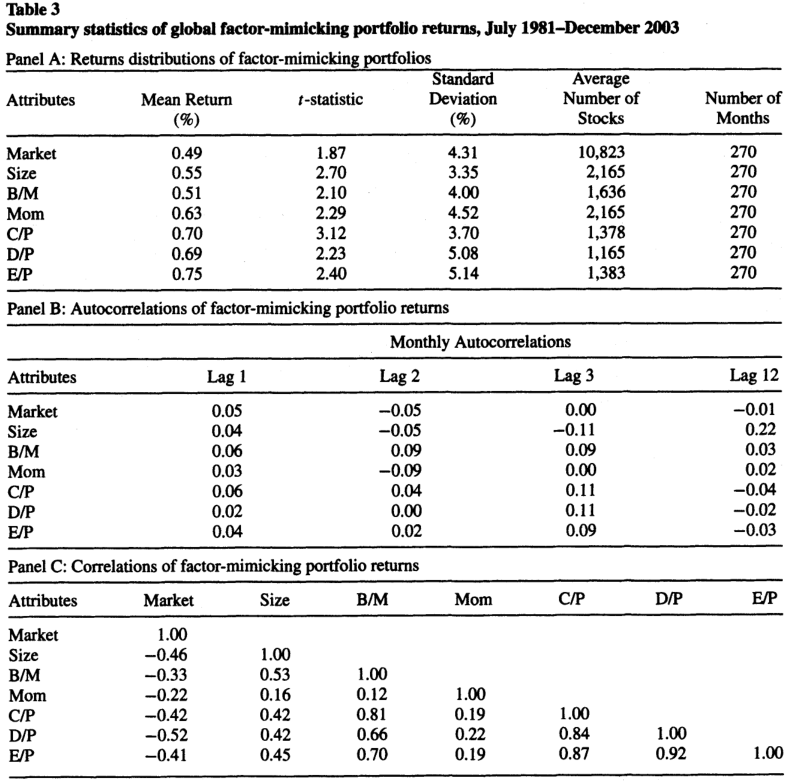 Table 3
Summary statistics of global factor-mimicking portfolio returns, July 1981–December 2003
Panel A: Returns distributions of factor-mimicking portfolios
Attributes Mean Return (%) t-statistic Standard Deviation (%) Average Number of Stocks Number of Months
Market 0.49 1.87 4.31 10,823 270
Size 0.55 2.70 3.35 2,165 270
B/M 0.51 2.10 4.00 1,636 270
Mom 0.63 2.29 4.52 2,165 270
C/P 0.70 3.12 3.70 1,378 270
D/P 0.69 2.23 5.08 1,165 270
E/P 0.75 2.40 5.14 1,383 270
Panel B: Autocorrelations of factor-mimicking portfolio returns
Monthly Autocorrelations
Attributes Lag 1 Lag 2 Lag 3 Lag 12
Market 0.05 −0.05 0.00 −0.01
Size 0.04 −0.05 −0.11 0.22
B/M 0.06 0.09 0.09 0.03
Mom 0.03 −0.09 0.00 0.02
C/P 0.06 0.04 0.11 −0.04
D/P 0.02 0.00 0.11 −0.02
E/P 0.04 0.02 0.09 −0.03
Panel C: Correlations of factor-mimicking portfolio returns
Attributes Market Size B/M Mom C/P D/P E/P
Market 1.00
Size −0.46 1.00
B/M −0.33 0.53 1.00
Mom −0.22 0.16 0.12 1.00
C/P −0.42 0.42 0.81 0.19 1.00
D/P −0.52 0.42 0.66 0.22 0.84 1.00
E/P −0.41 0.45 0.70 0.19 0.87 0.92 1.00